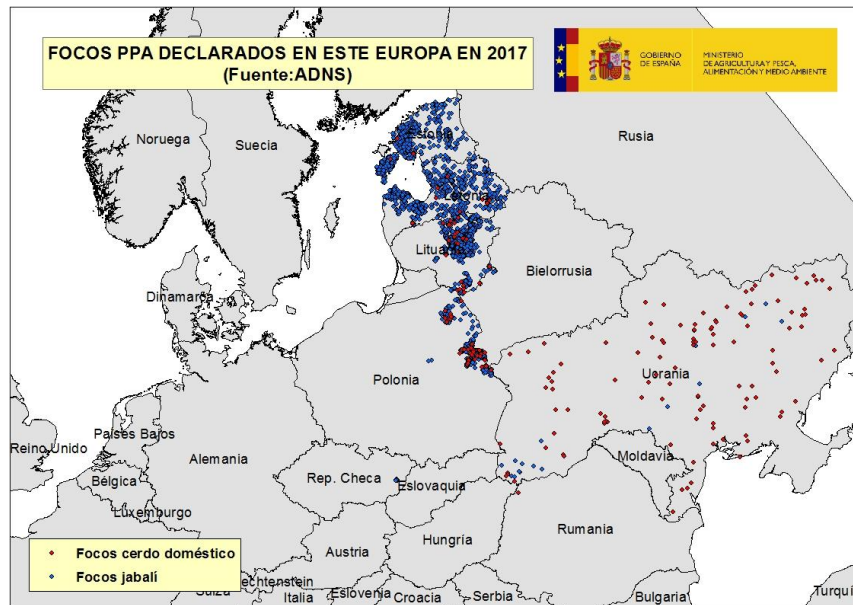 FOCOS PPA DECLARADOS EN ESTE EUROPA EN 2017
(Fuente:ADNS)
GOBIERNO
DE ESPAÑA
MINISTERIO
DE AGRICULTURA Y PESCA,
ALIMENTACIÓN Y MEDIO AMBIENTE
Noruega
Suecia
Estonia
Rusia
Letonia
Lituania
Bielorrusia
Dinamarca
Polonia
Ucrania
Reino Unido
Países Bajos
Alemania
Bélgica
Rep. Checa
Eslovaquia
Moldavia
Luxemburgo
Austria
Hungría
Rumania
Focos cerdo doméstico
Focos jabalí
Suiza
echtenstein
Italia
Eslovenia
Croacia
Serbia
Bulgaria
Turquí